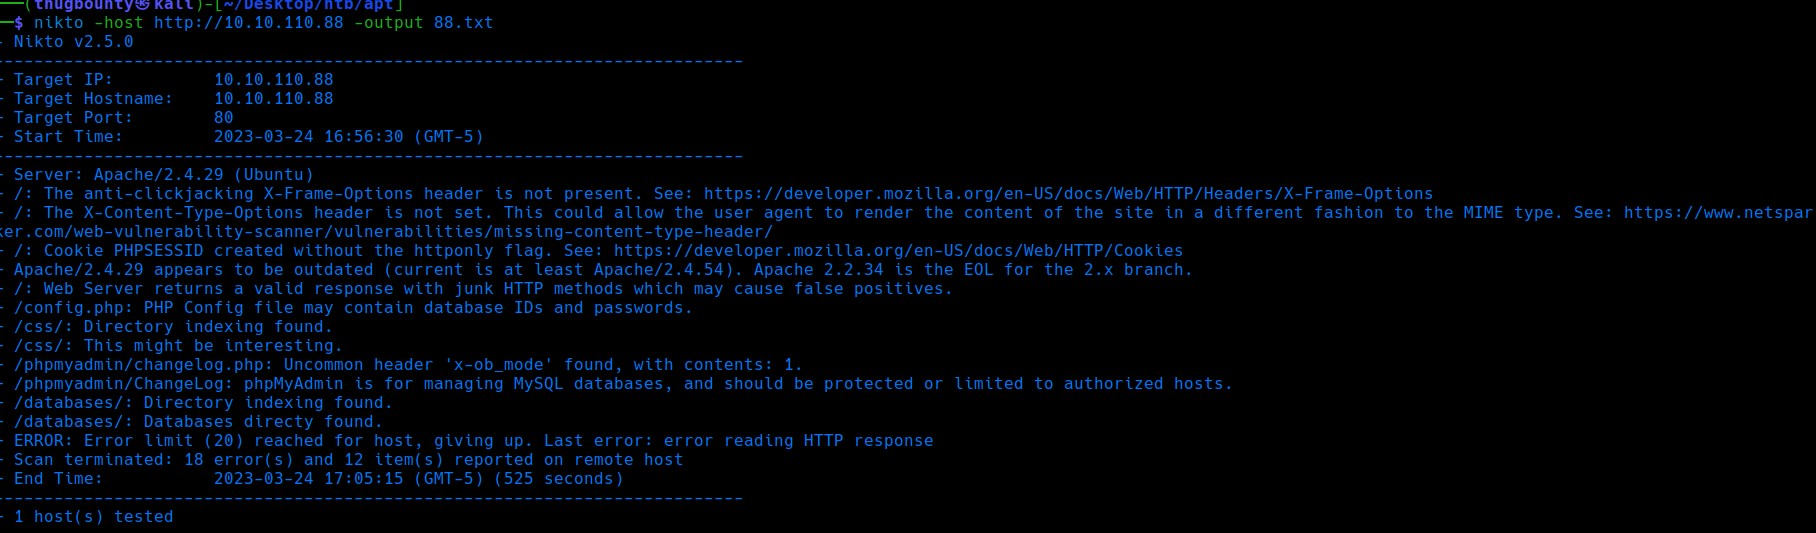 (thugbounty㉿kali)-[~/Desktop/htb/apt]
$ nikto -host http://10.10.110.88 -output 88.txt
- Nikto v2.5.0
---------------------------------------------------------------------------
- Target IP:          10.10.110.88
- Target Hostname:    10.10.110.88
- Target Port:        80
- Start Time:         2023-03-24 16:56:30 (GMT-5)
---------------------------------------------------------------------------
- Server: Apache/2.4.29 (Ubuntu)
- /: The anti-clickjacking X-Frame-Options header is not present. See: https://developer.mozilla.org/en-US/docs/Web/HTTP/Headers/X-Frame-Options
- /: The X-Content-Type-Options header is not set. This could allow the user agent to render the content of the site in a different fashion to the MIME type. See: https://www.netspar
ker.com/web-vulnerability-scanner/vulnerabilities/missing-content-type-header/
- /: Cookie PHPSESSID created without the httponly flag. See: https://developer.mozilla.org/en-US/docs/Web/HTTP/Cookies
- Apache/2.4.29 appears to be outdated (current is at least Apache/2.4.54). Apache 2.2.34 is the EOL for the 2.x branch.
- /: Web Server returns a valid response with junk HTTP methods which may cause false positives.
- /config.php: PHP Config file may contain database IDs and passwords.
- /css/: Directory indexing found.
- /css/: This might be interesting.
- /phpmyadmin/changelog.php: Uncommon header 'x-ob_mode' found, with contents: 1.
- /phpmyadmin/ChangeLog: phpMyAdmin is for managing MySQL databases, and should be protected or limited to authorized hosts.
- /databases/: Directory indexing found.
- /databases/: Databases directy found.
- ERROR: Error limit (20) reached for host, giving up. Last error: error reading HTTP response
- Scan terminated: 18 error(s) and 12 item(s) reported on remote host
- End Time:           2023-03-24 17:05:15 (GMT-5) (525 seconds)
---------------------------------------------------------------------------
- 1 host(s) tested